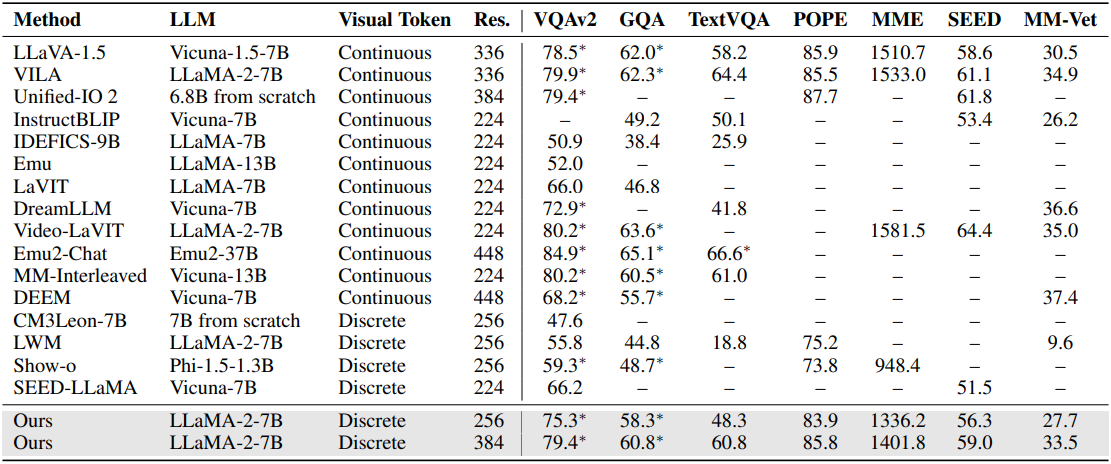 Method LLM Visual Token Res. VQAv2 GQA TextVQA POPE MME SEED MM-Vet
LLaVA-1.5 Vicuna-1.5-7B Continuous 336 78.5* 62.0* 58.2 85.9 1510.7 58.6 30.5
VILA LLaMA-2-7B Continuous 336 79.9* 62.3* 64.4 85.5 1533.0 61.1 34.9
Unified-IO 2 6.8B from scratch Continuous 384 79.4* – – 87.7 – 61.8 –
InstructBLIP Vicuna-7B Continuous 224 – 49.2 50.1 – – 53.4 26.2
IDEFICS-9B LLaMA-7B Continuous 224 50.9 38.4 25.9 – – – –
Emu LLaMA-13B Continuous 224 52.0 – – – – – –
LaVIT LLaMA-7B Continuous 224 66.0 46.8 – – – – –
DreamLLM Vicuna-7B Continuous 224 72.9* – 41.8 – – – 36.6
Video-LaVIT LLaMA-2-7B Continuous 224 80.2* 63.6* – – 1581.5 64.4 35.0
Emu2-Chat Emu2-37B Continuous 448 84.9* 65.1* 66.6* – – – –
MM-Interleaved Vicuna-13B Continuous 224 80.2* 60.5* 61.0 – – – –
DEEM Vicuna-7B Continuous 448 68.2* 55.7* – – – – 37.4
CM3Leon-7B 7B from scratch Discrete 256 47.6 – – – – – –
LWM LLaMA-2-7B Discrete 256 55.8 44.8 18.8 75.2 – – 9.6
Show-o Phi-1.5-1.3B Discrete 256 59.3* 48.7* – 73.8 948.4 – –
SEED-LLaMA Vicuna-7B Discrete 224 66.2 – – – – 51.5 –
Ours LLaMA-2-7B Discrete 256 75.3* 58.3* 48.3 83.9 1336.2 56.3 27.7
Ours LLaMA-2-7B Discrete 384 79.4* 60.8* 60.8 85.8 1401.8 59.0 33.5